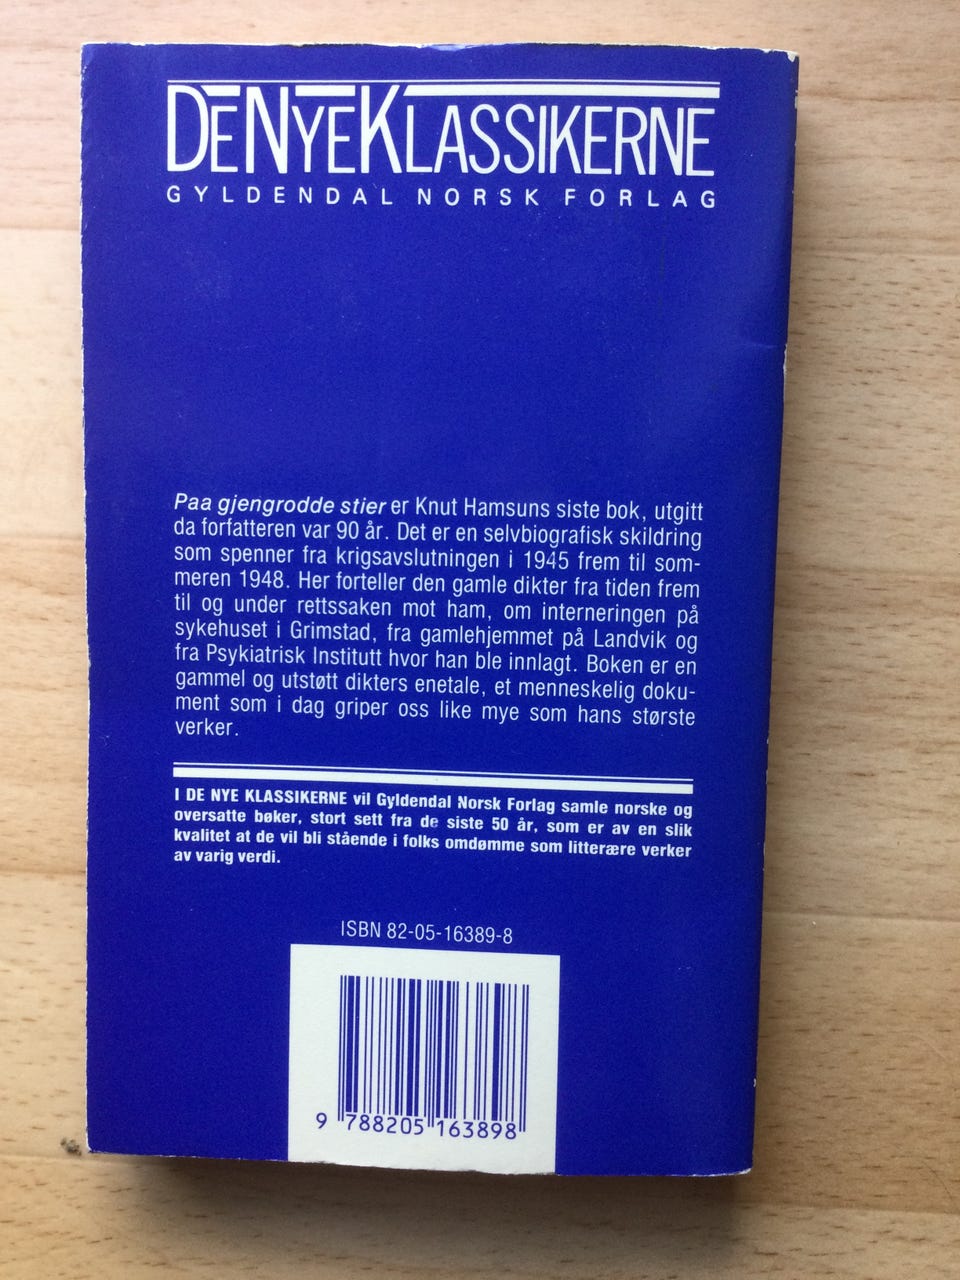 DENYEKLASSIKERNE
GYLDENDAL NORSK FORLAG
Paa gjengrodde stier er Knut Hamsuns siste bok, utgitt
da forfatteren var 90 år. Det er en selvbiografisk skildring
som spenner fra krigsavslutningen i 1945 frem til som-
meren 1948. Her forteller den gamle dikter fra tiden frem
til og under rettssaken mot ham, om interneringen på
sykehuset i Grimstad, fra gamlehjemmet på Landvik og
fra Psykiatrisk Institutt hvor han ble innlagt. Boken er en
gammel og utstøtt dikters enetale, et menneskelig doku-
ment som i dag griper oss like mye som hans største
verker.
I DE NYE KLASSIKERNE vil Gyldendal Norsk Forlag samle norske og
oversatte bøker, stort sett fra de siste 50 år, som er av en slik
kvalitet at de vil bli stående i folks omdømme som litterære verker
av varig verdi.
ISBN 82-05-16389-8
9 788205 163898